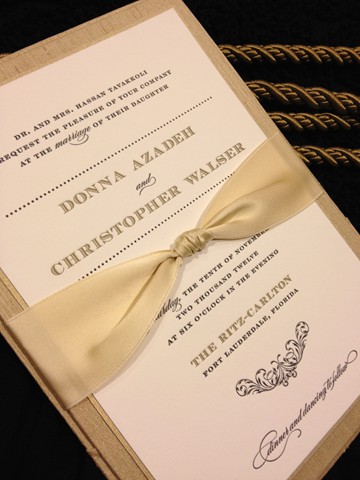 DR. AND MRS. HASSAN TAVAKKOLI
REQUEST THE PLEASURE OF YOUR COMPANY
AT THE marriage OF THEIR DAUGHTER
DONNA AZADEH
and
CHRISTOPHER WALSER
THE TENTH OF NOVEMBER
TWO THOUSAND TWELVE
AT SIX O'CLOCK IN THE EVENING
THE RITZ-CARLTON
FORT LAUDERDALE, FLORIDA
dinner and dancing to follow